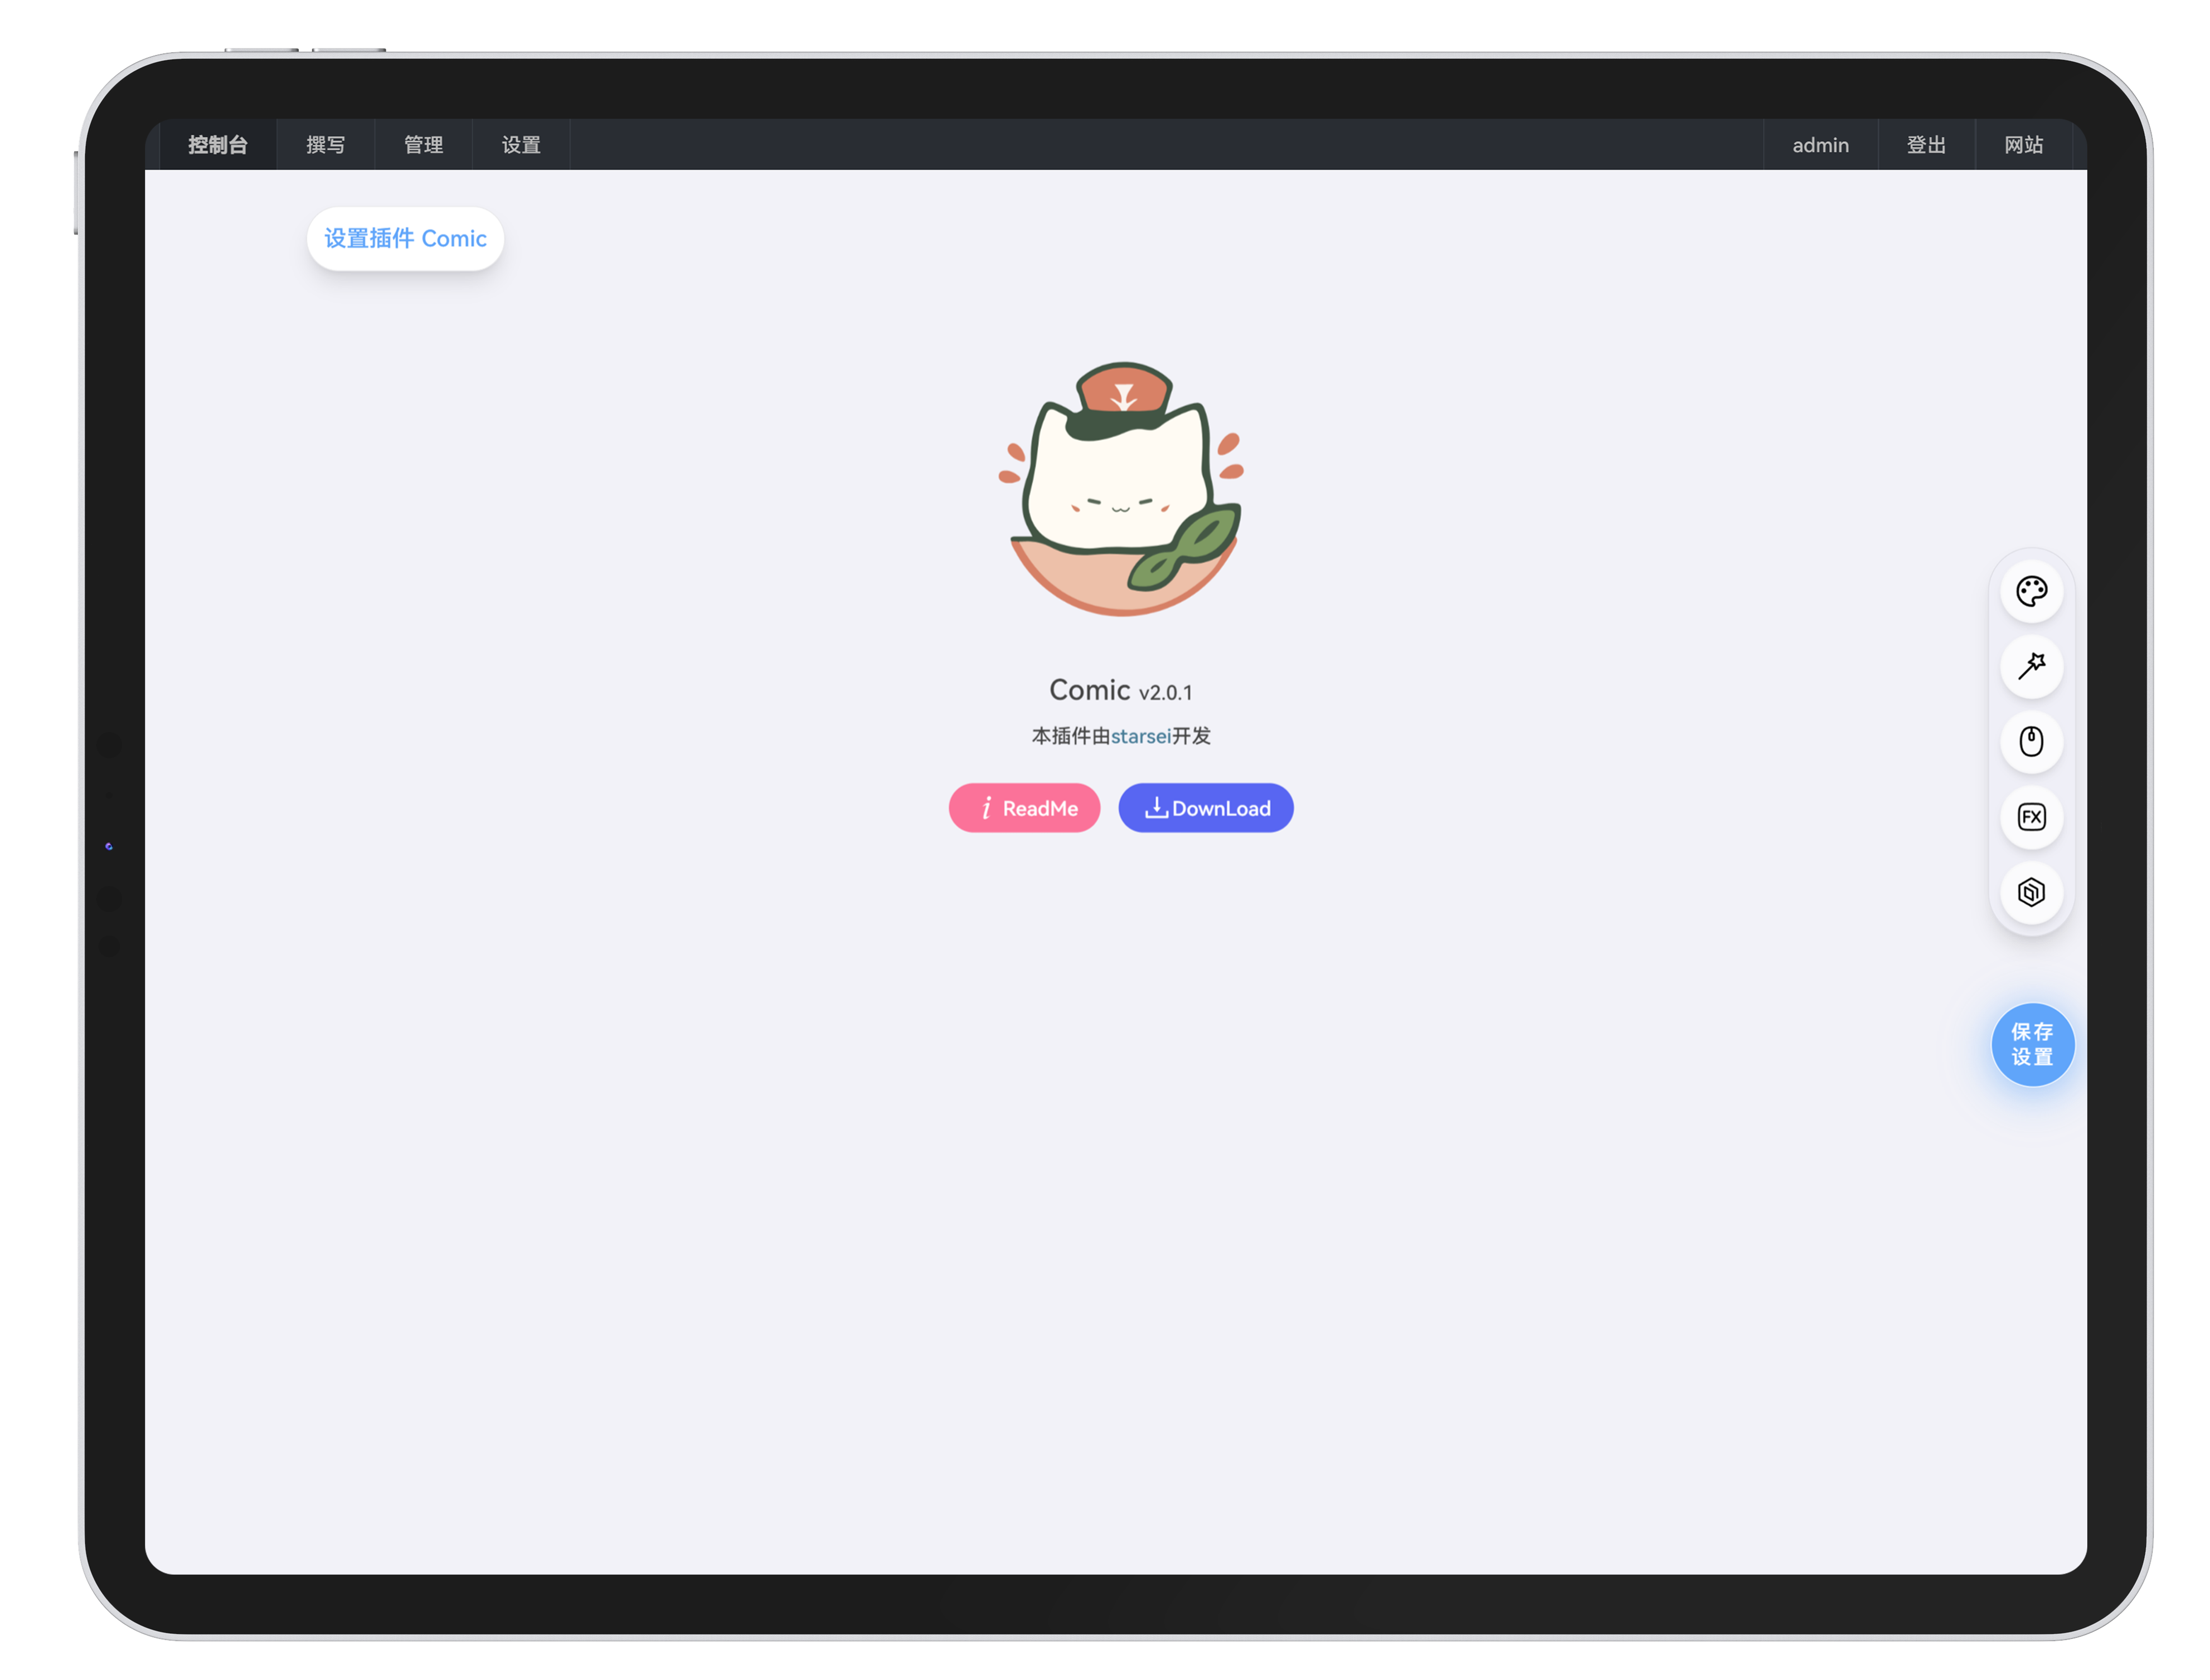 控制台 撰写 管理 设置 admin 登出 网站
设置插件 Comic
Comic v2.0.1
本插件由starsei开发
i ReadMe DownLoad
FX
保存
设置